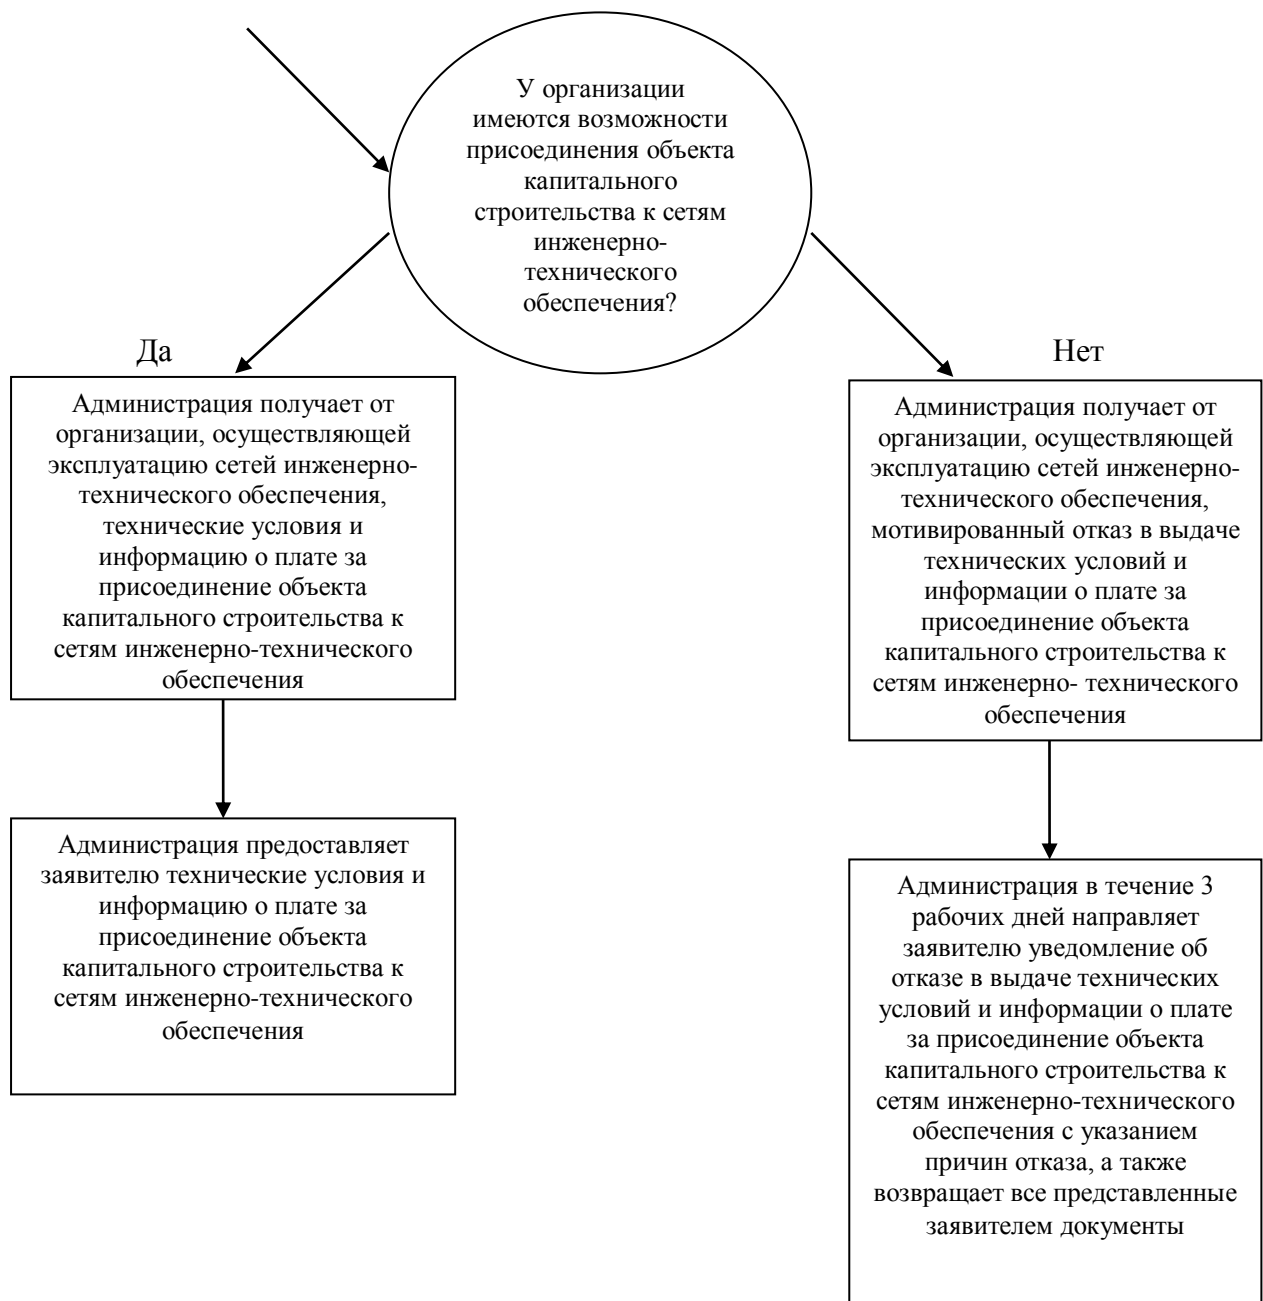 У организации
имеются возможности
присоединения объекта
капитального
строительства к сетям
инженерно-
технического
обеспечения?
Да
Нет
Администрация получает от
организации, осуществляющей
эксплуатацию сетей инженерно-
технического обеспечения,
технические условия и
информацию о плате за
присоединение объекта
капитального строительства к
сетям инженерно-технического
обеспечения
Администрация получает от
организации, осуществляющей
эксплуатацию сетей инженерно-
технического обеспечения,
мотивированный отказ в выдаче
технических условий и
информации о плате за
присоединение объекта
капитального строительства к
сетям инженерно- технического
обеспечения
Администрация предоставляет
заявителю технические условия и
информацию о плате за
присоединение объекта
капитального строительства к
сетям инженерно-технического
обеспечения
Администрация в течение 3
рабочих дней направляет
заявителю уведомление об
отказе в выдаче технических
условий и информации о плате
за присоединение объекта
капитального строительства к
сетям инженерно-технического
обеспечения с указанием
причин отказа, а также
возвращает все представленные
заявителем документы